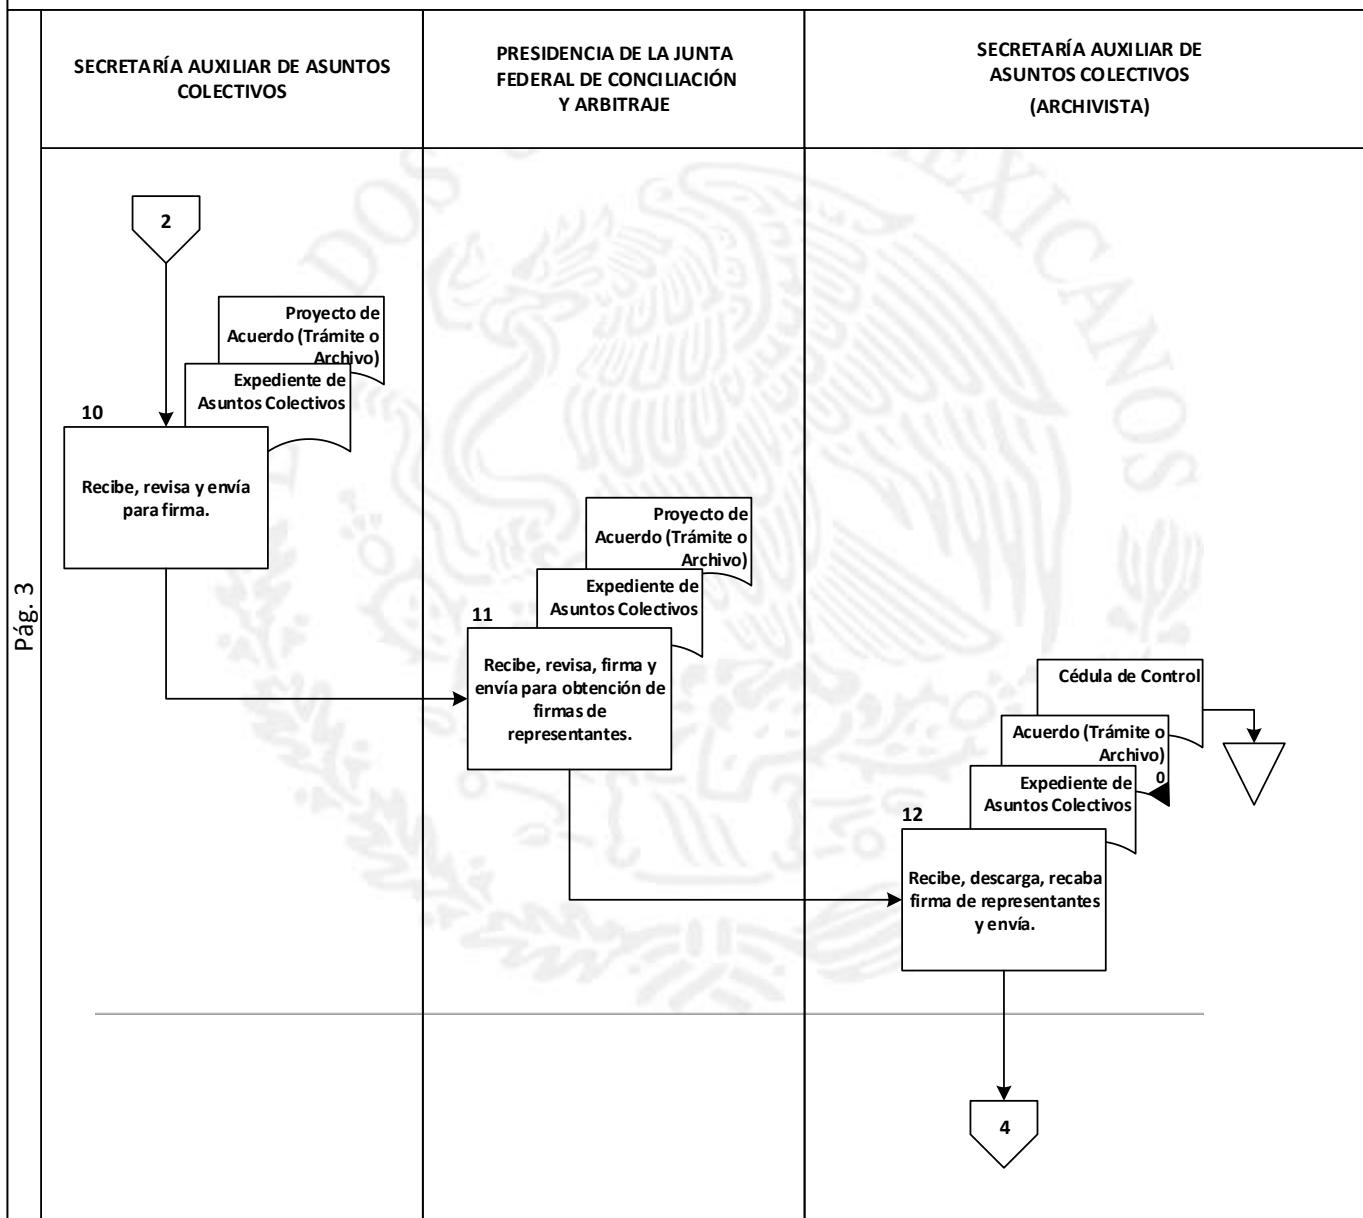 SECRETARÍA AUXILIAR DE ASUNTOS
COLECTIVOS
PRESIDENCIA DE LA JUNTA
FEDERAL DE CONCILIACIÓN
Y ARBITRAJE
SECRETARÍA AUXILIAR DE
ASUNTOS COLECTIVOS
(ARCHIVISTA)
Pág. 3
2
Proyecto de
Acuerdo (Trámite o
Archivo)
Expediente de
Asuntos Colectivos
10
Recibe, revisa y envía
para firma.
Proyecto de
Acuerdo (Trámite o
Archivo)
Expediente de
Asuntos Colectivos
11
Recibe, revisa, firma y
envía para obtención de
firmas de
representantes.
Cédula de Control
Acuerdo (Trámite o
Archivo)
0
Expediente de
Asuntos Colectivos
12
Recibe, descarga, recaba
firma de representantes
y envía.
4
DOS
MEXICANOS